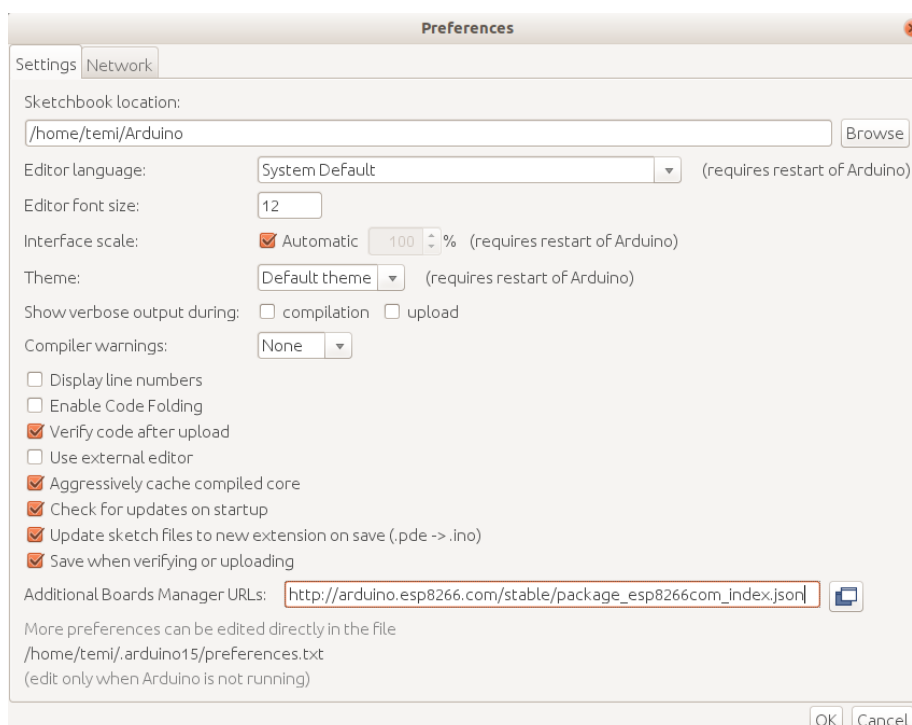 Preferences
Settings Network
Sketchbook location:
/home/temi/Arduino Browse
Editor language: System Default (requires restart of Arduino)
Editor font size: 12
Interface scale: Automatic 100 % (requires restart of Arduino)
Theme: Default theme (requires restart of Arduino)
Show verbose output during: compilation upload
Compiler warnings: None
Display line numbers
Enable Code Folding
Verify code after upload
Use external editor
Aggressively cache compiled core
Check for updates on startup
Update sketch files to new extension on save (.pde -> .ino)
Save when verifying or uploading
Additional Boards Manager URLs: http://arduino.esp8266.com/stable/package_esp8266com_index.json
More preferences can be edited directly in the file
/home/temi/.arduino15/preferences.txt
(edit only when Arduino is not running)
OK Cancel